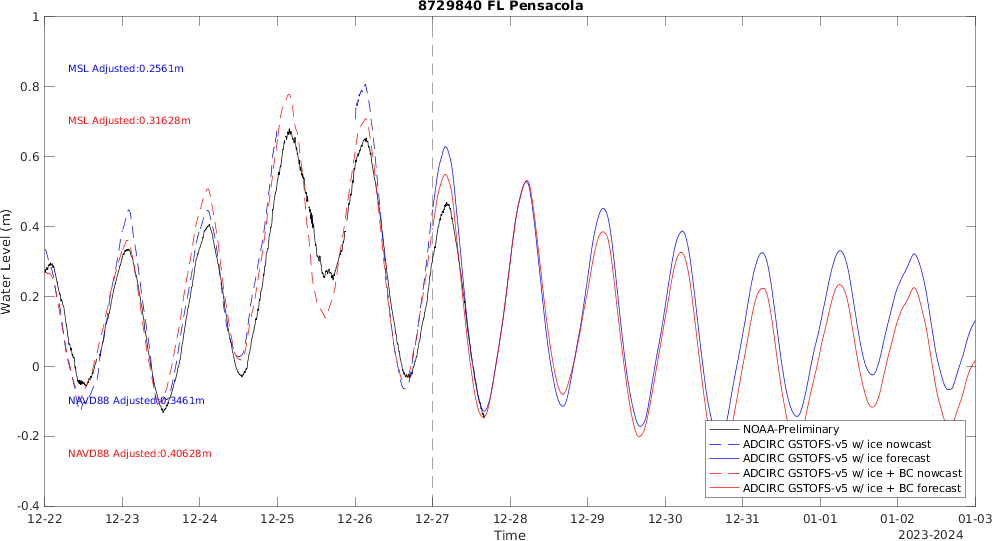 8729840 FL Pensacola
1
0.8
0.6
0.4
0.2
0
-0.2
-0.4
Water Level (m)
MSL Adjusted:0.2561m
MSL Adjusted:0.31628m
NAVD88 Adjusted:0.3461m
NAVD88 Adjusted:0.40628m
NOAA-Preliminary
ADCIRC GSTOFS-v5 w/ ice nowcast
ADCIRC GSTOFS-v5 w/ ice forecast
ADCIRC GSTOFS-v5 w/ ice + BC nowcast
ADCIRC GSTOFS-v5 w/ ice + BC forecast
12-22 12-23 12-24 12-25 12-26 12-27 12-28 12-29 12-30 12-31 01-01 01-02 01-03
Time
2023-2024